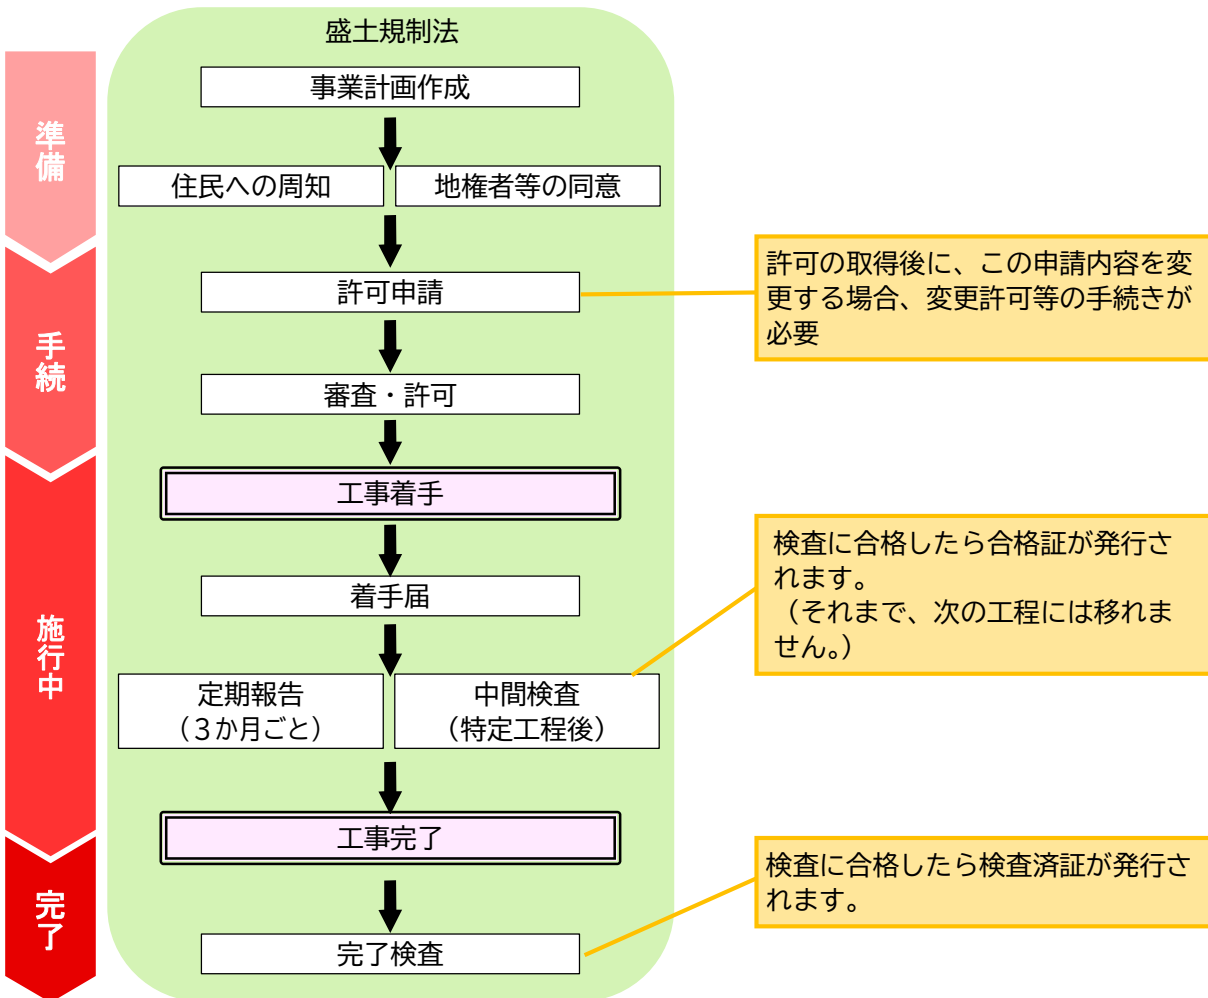 盛土規制法
準備
事業計画作成
住民への周知
地権者等の同意
手続
許可申請
許可の取得後に、この申請内容を変
更する場合、変更許可等の手続きが
必要
審査・許可
施行中
工事着手
着手届
検査に合格したら合格証が発行さ
れます。
（それまで、次の工程には移れま
せん。）
定期報告
（３か月ごと）
中間検査
（特定工程後）
工事完了
完了
検査に合格したら検査済証が発行さ
れます。
完了検査